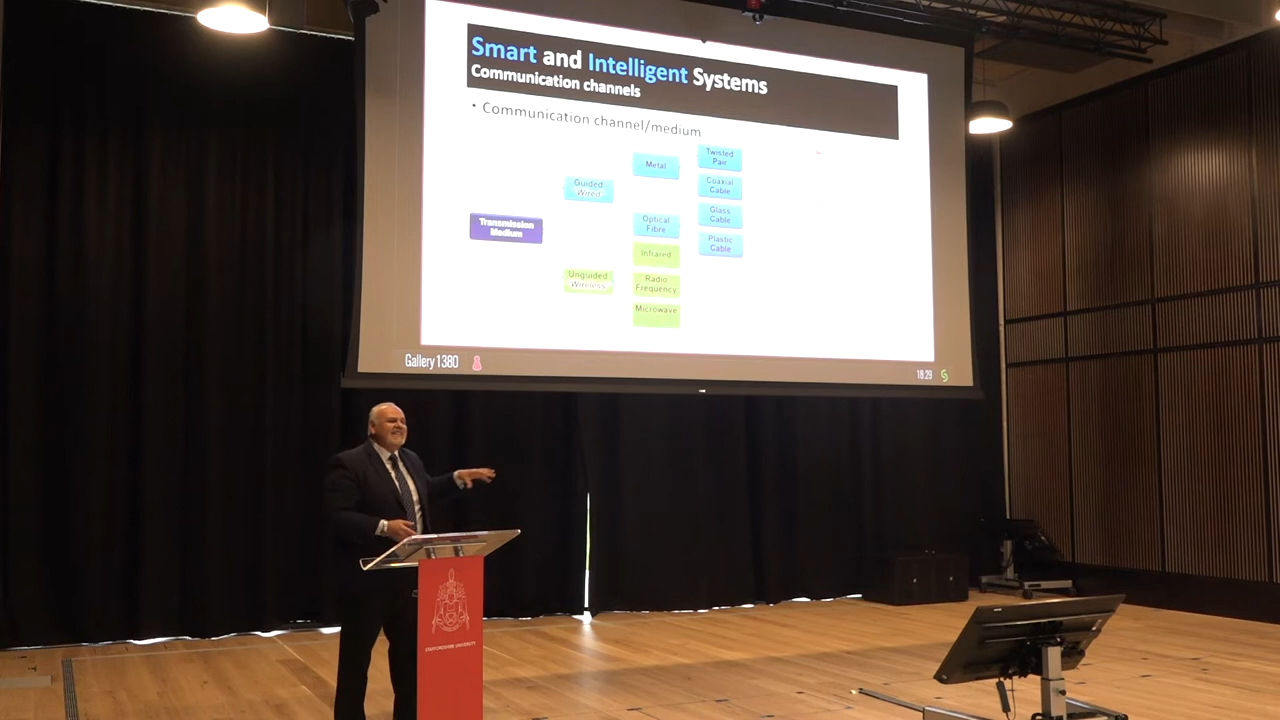 Smart and Intelligent Systems
Communication channels
• Communication channel/medium
Transmission
Medium
Guided
Wired
Unguided
Wireless
Metal
Optical
Fibre
Infrared
Radio
Frequency
Microwave
Twisted
Pair
Coaxial
Cable
Glass
Cable
Plastic
Cable
Gallery 1380
18:29
STAFFORDSHIRE UNIVERSITY